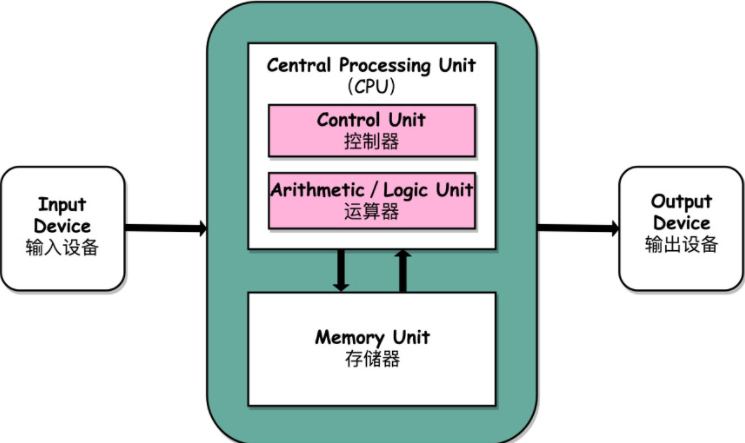 Central Processing Unit
（CPU）
Control Unit
控制器
Arithmetic / Logic Unit
运算器
Input
Device
输入设备
Output
Device
输出设备
Memory Unit
存储器